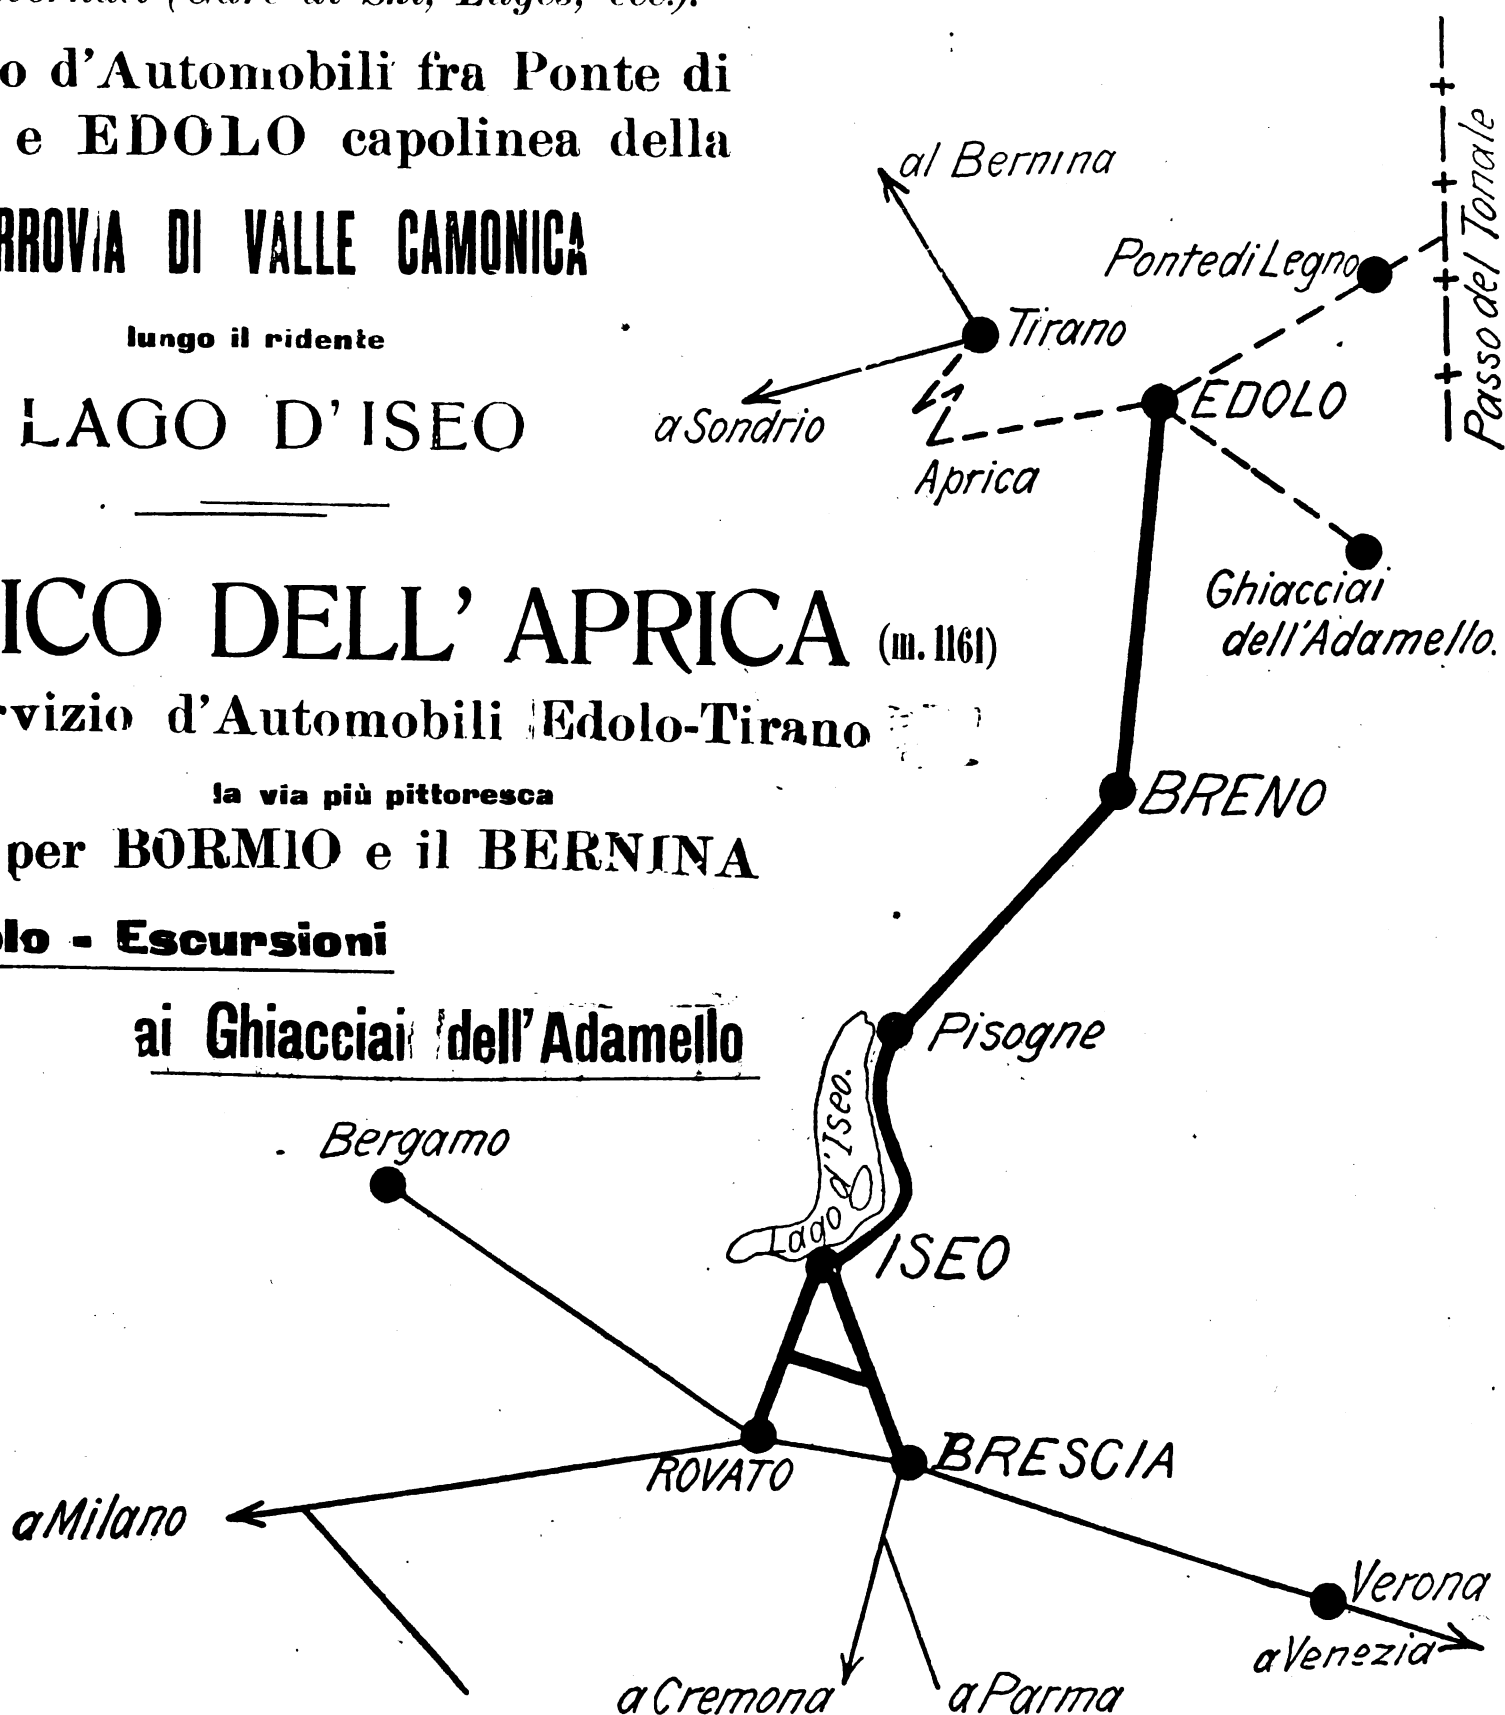 o d'Automobili fra Ponte di
e EDOLO capolinea della
RROVIA DI VALLE CAMONICA
lungo il ridente
LAGO D'ISEO
ICO DELL'APRICA (m. 1161)
rvizio d'Automobili Edolo-Tirano
la via più pittoresca
per BORMIO e il BERNINA
olo - Escursioni
ai Ghiacciai dell'Adamello
al Bernina
Passo del Tonale
Ponte di Legno
Tirano
EDOLO
a Sondrio
Aprica
Ghiacciai
dell'Adamello.
BRENO
Pisogne
Lago d'Iseo.
Bergamo
ISEO
ROVATO
BRESCIA
a Milano
Verona
a Venezia
a Cremona
a Parma